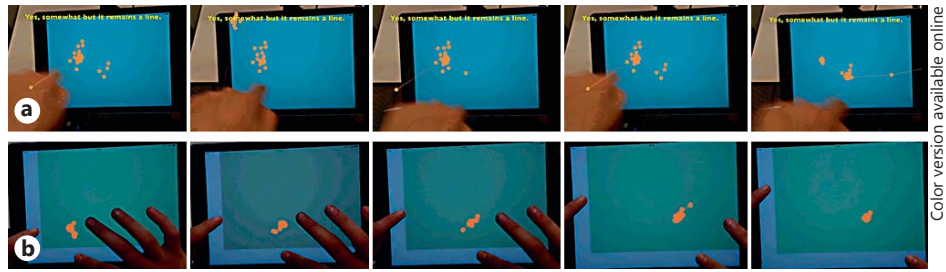 Yes, somewhat but it remains a line.
Yes, somewhat but it remains a line.
Yes, somewhat but it remains a line.
Yes, somewhat but it remains a line.
Yes, somewhat but it remains a line.
a
b
Color version available online